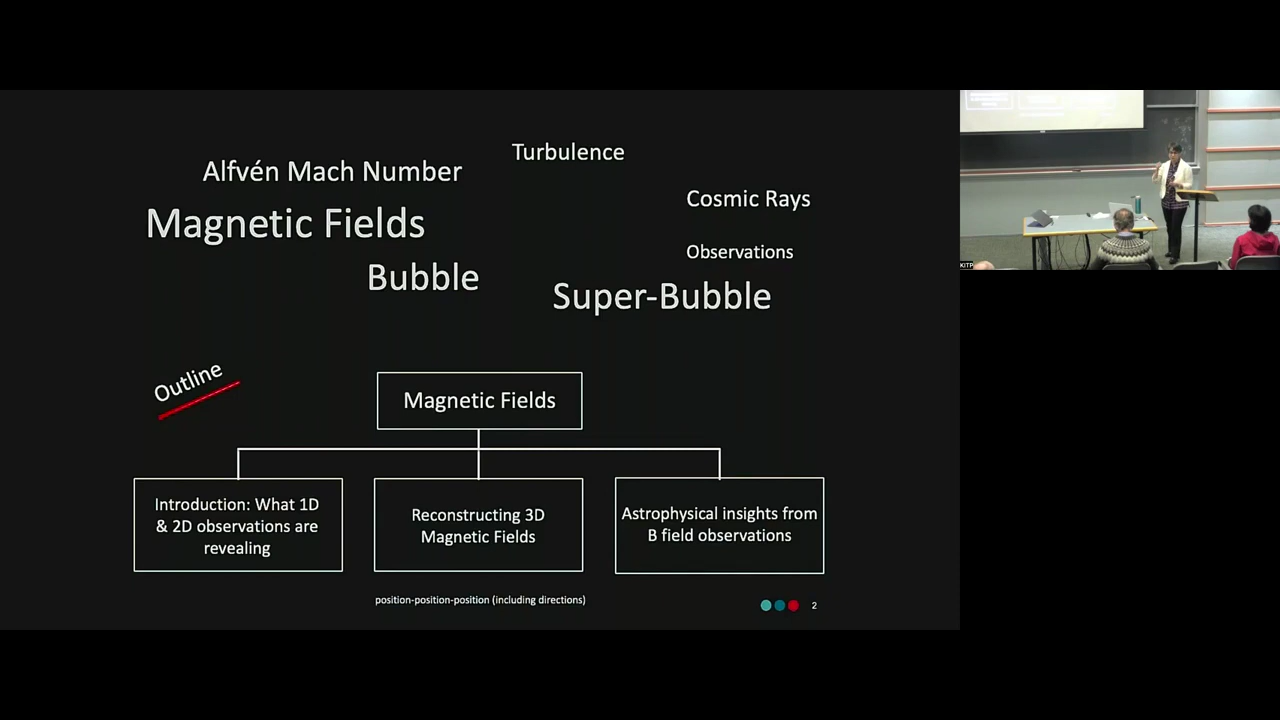 Turbulence
Alfvén Mach Number
Cosmic Rays
Magnetic Fields
Observations
Bubble
Super-Bubble
Outline
Magnetic Fields
Introduction: What 1D
& 2D observations are
revealing
Reconstructing 3D
Magnetic Fields
Astrophysical insights from
B field observations
position-position-position (including directions)
2
KITP